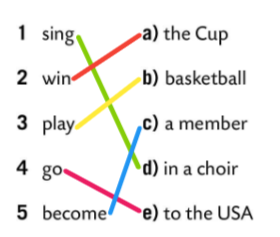 1 sing a) the Cup
2 win b) basketball
3 play c) a member
4 go d) in a choir
5 become e) to the USA